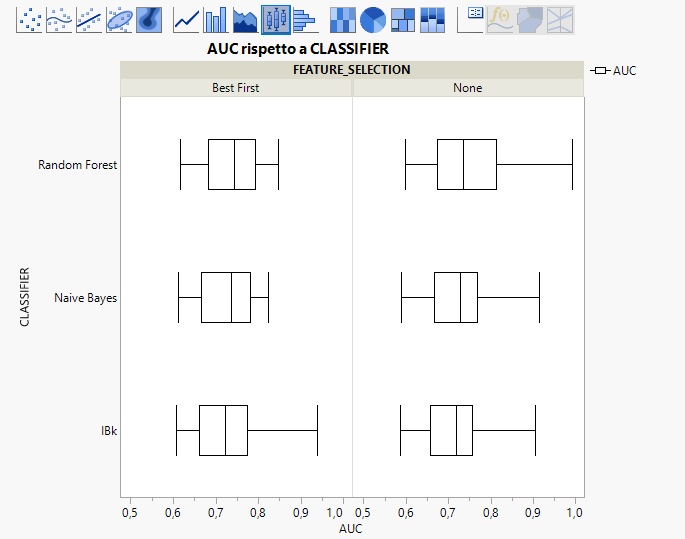 AUC rispetto a CLASSIFIER
FEATURE_SELECTION
Best First
None
AUC
Random Forest
Naive Bayes
IBk
CLASSIFIER
0,5 0,6 0,7 0,8 0,9 1,0 0,5 0,6 0,7 0,8 0,9 1,0
AUC